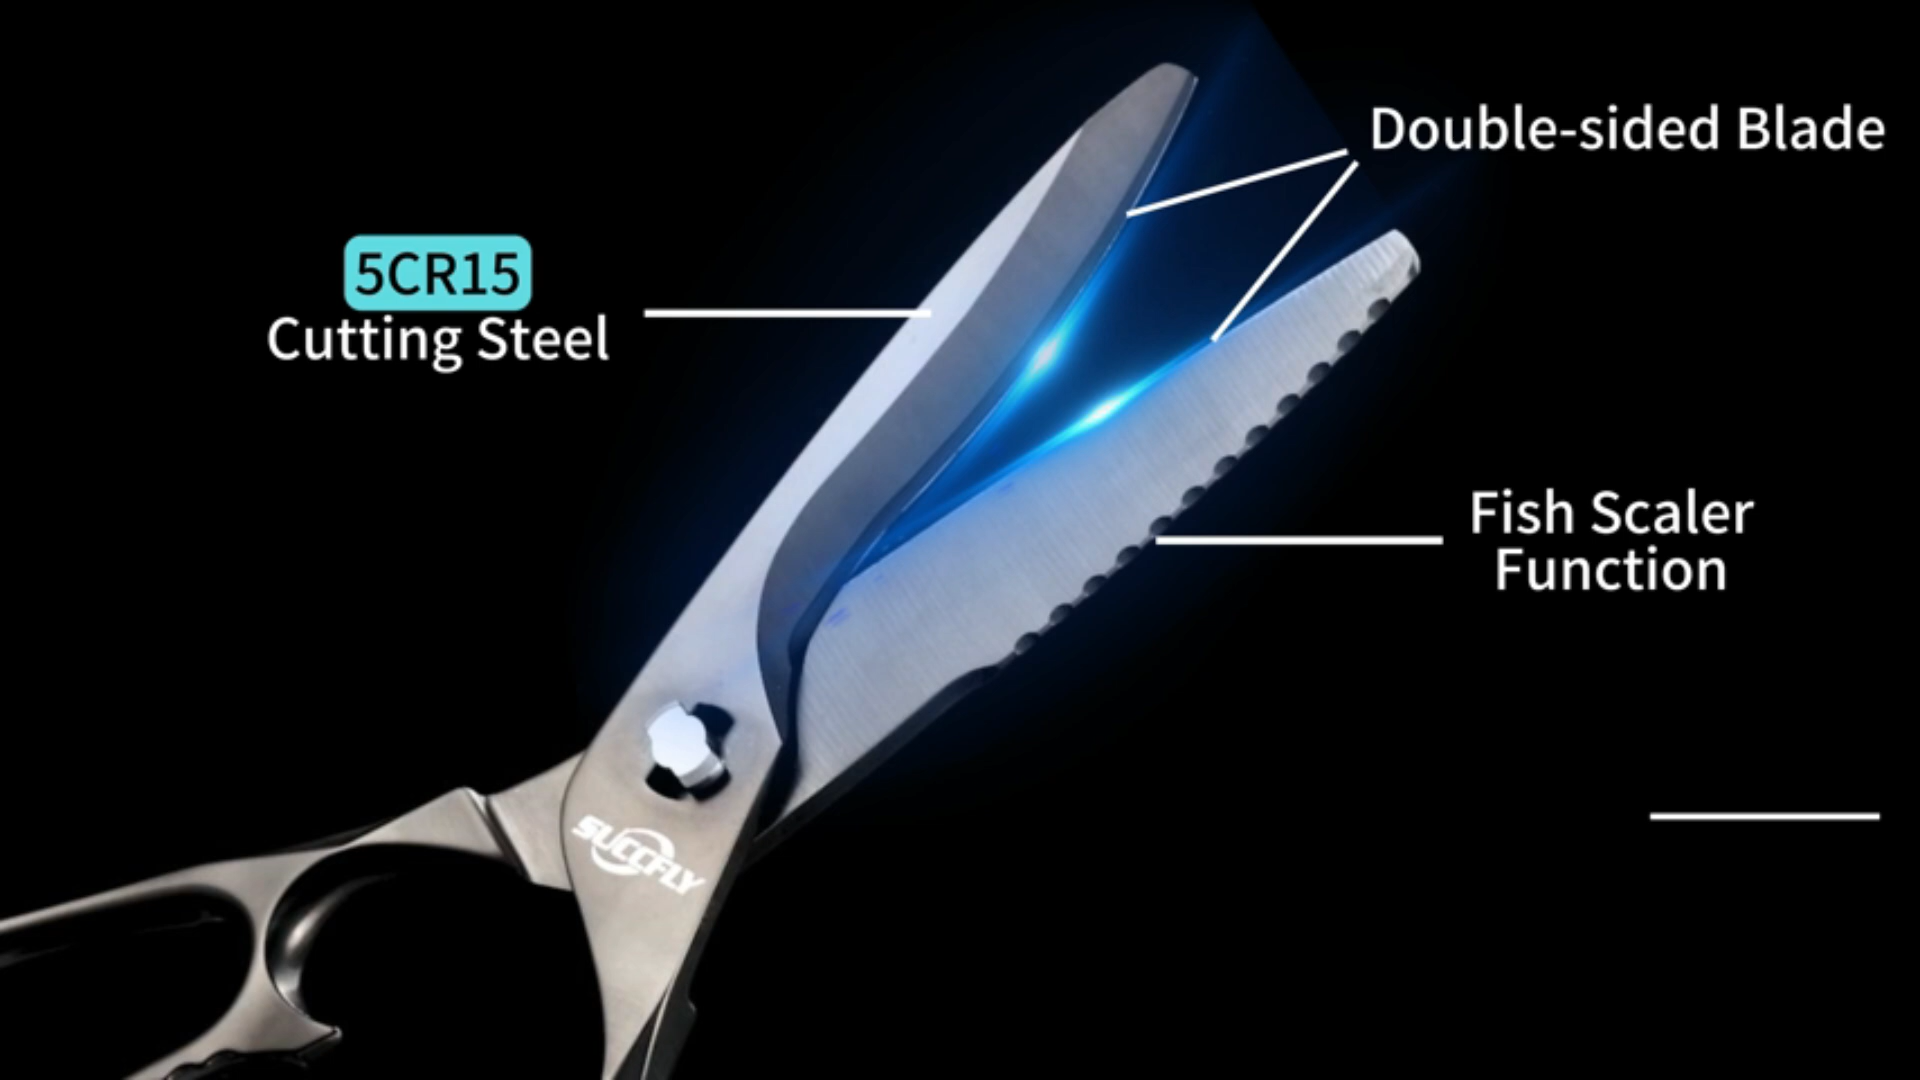 Double-sided Blade
5CR15
Cutting Steel
Fish Scaler
Function
SUCCFLY